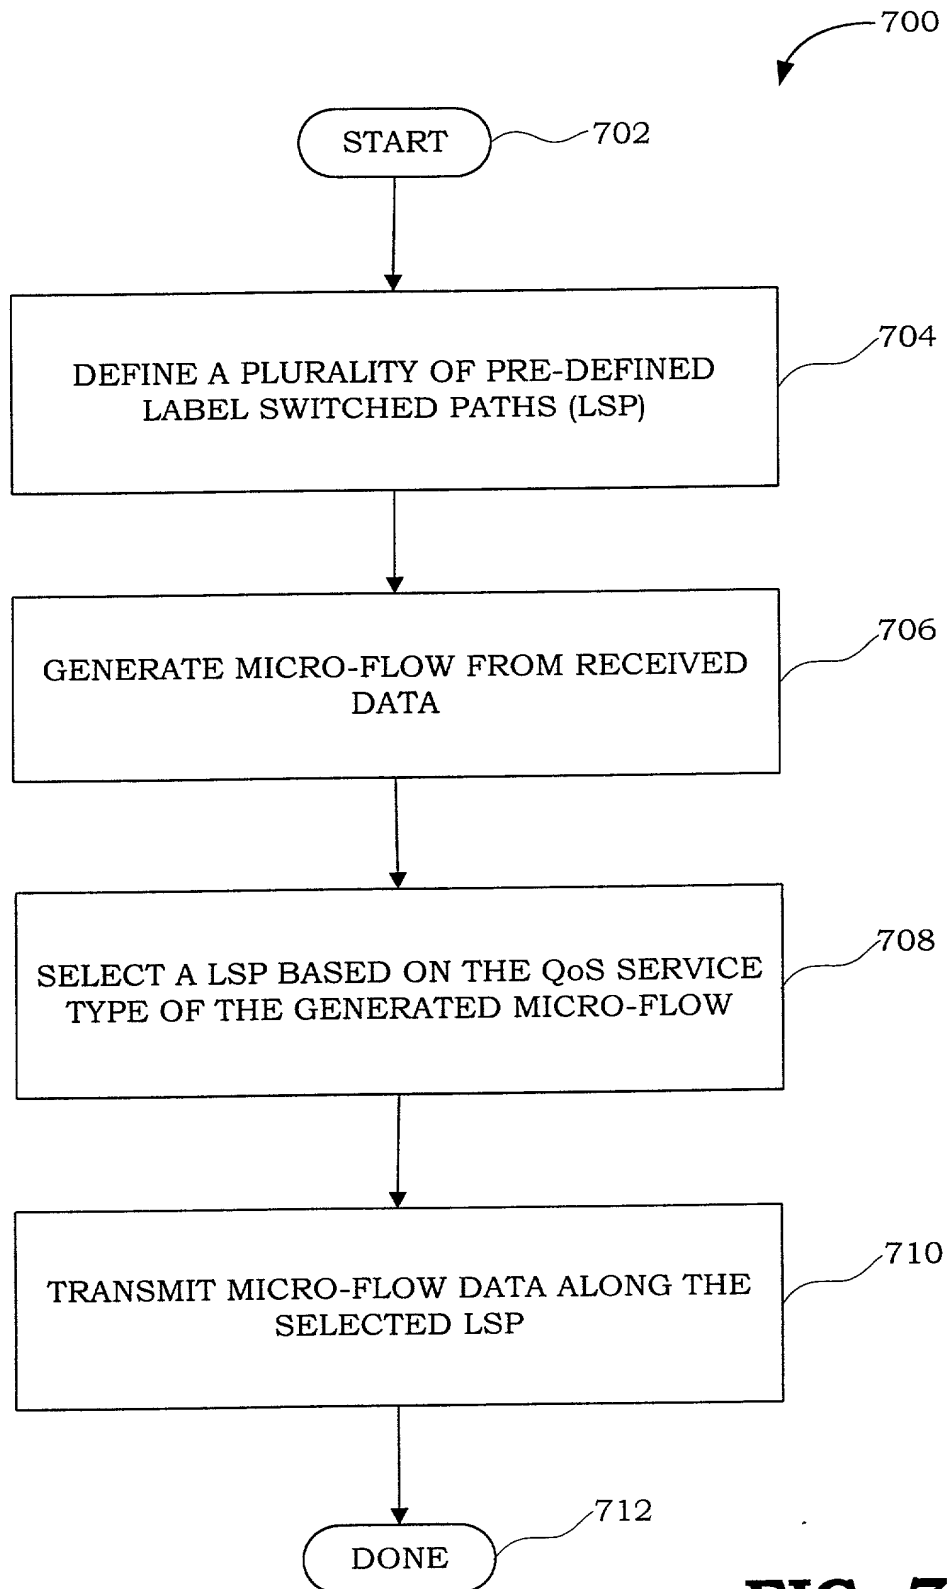 700
START
702
704
DEFINE A PLURALITY OF PRE-DEFINED
LABEL SWITCHED PATHS (LSP)
706
GENERATE MICRO-FLOW FROM RECEIVED
DATA
708
SELECT A LSP BASED ON THE QoS SERVICE
TYPE OF THE GENERATED MICRO-FLOW
710
TRANSMIT MICRO-FLOW DATA ALONG THE
SELECTED LSP
712
DONE
FIG. 7